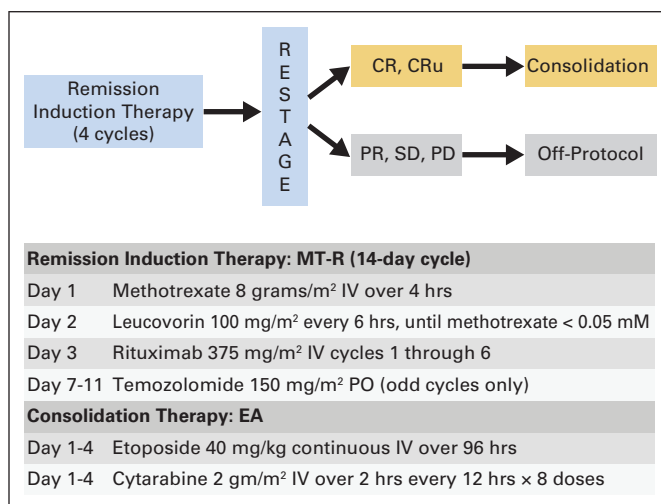 Remission
Induction Therapy
(4 cycles)
R
E
S
T
A
G
E
CR, CRu
Consolidation
PR, SD, PD
Off-Protocol
Remission Induction Therapy: MT-R (14-day cycle)
Day 1 Methotrexate 8 grams/m² IV over 4 hrs
Day 2 Leucovorin 100 mg/m² every 6 hrs, until methotrexate < 0.05 mM
Day 3 Rituximab 375 mg/m² IV cycles 1 through 6
Day 7-11 Temozolomide 150 mg/m² PO (odd cycles only)
Consolidation Therapy: EA
Day 1-4 Etoposide 40 mg/kg continuous IV over 96 hrs
Day 1-4 Cytarabine 2 gm/m² IV over 2 hrs every 12 hrs × 8 doses